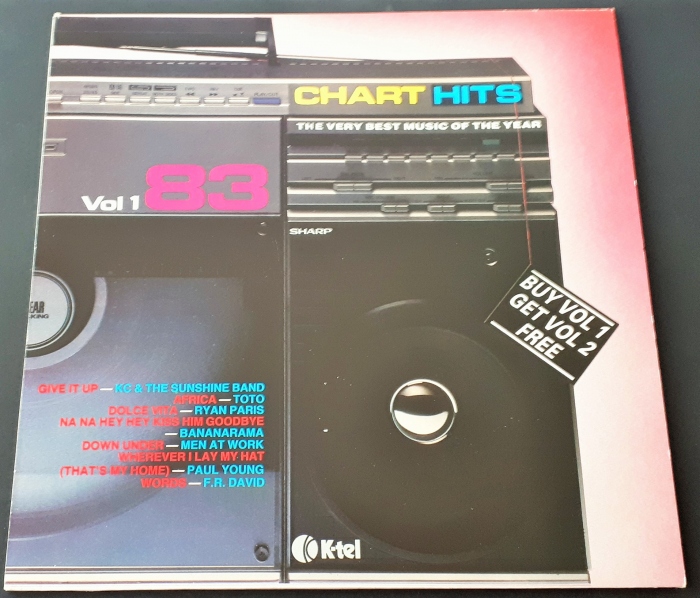 CHART HITS
THE VERY BEST MUSIC OF THE YEAR
Vol 1 83
SHARP
BUY VOL 1
GET VOL 2
FREE
GIVE IT UP — KC & THE SUNSHINE BAND
AFRICA — TOTO
DOLCE VITA — RYAN PARIS
NA NA HEY HEY KISS HIM GOODBYE
— BANANARAMA
DOWN UNDER — MEN AT WORK
WHEREVER I LAY MY HAT
(THAT'S MY HOME) — PAUL YOUNG
WORDS — F.R. DAVID
K-tel